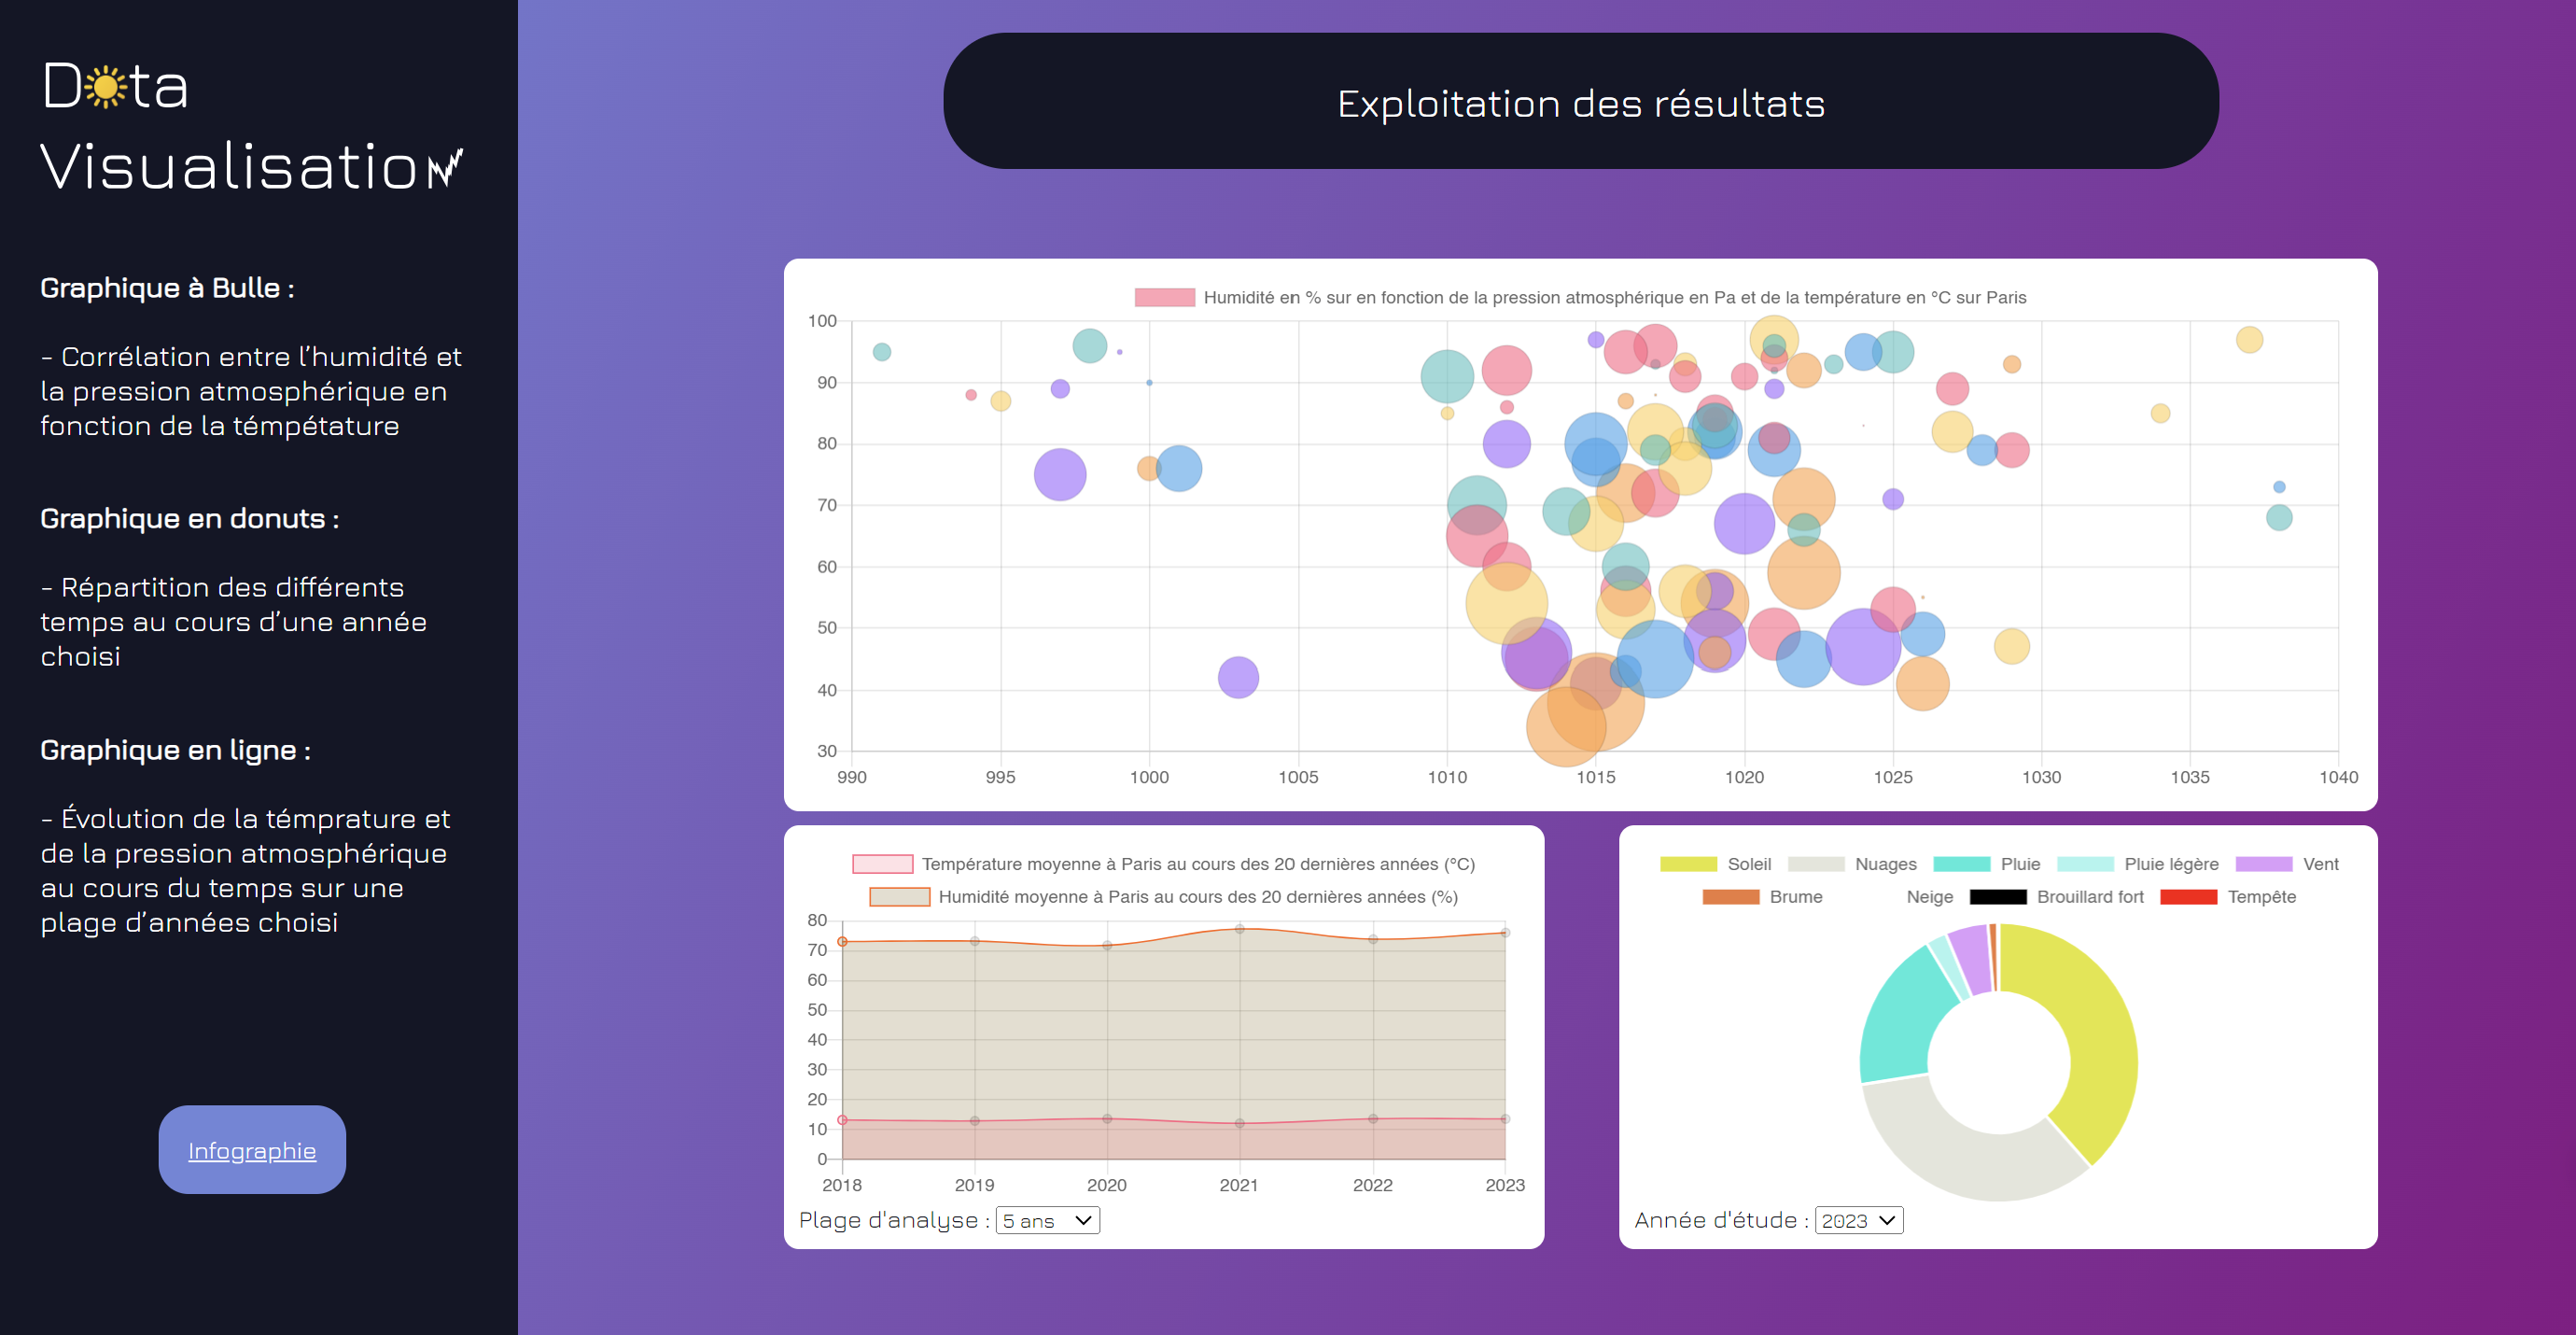 Data
Visualisation
Graphique à Bulle :
- Corrélation entre l'humidité et
la pression atmosphérique en
fonction de la témpétature
Graphique en donuts :
- Répartition des différents
temps au cours d'une année
choisi
Graphique en ligne :
- Évolution de la témprature et
de la pression atmosphérique
au cours du temps sur une
plage d'années choisi
Infographie
Exploitation des résultats
Humidité en % sur en fonction de la pression atmosphérique en Pa et de la température en °C sur Paris
100
90
80
70
60
50
40
30
990 995 1000 1005 1010 1015 1020 1025 1030 1035 1040
Température moyenne à Paris au cours des 20 dernières années (°C)
Humidité moyenne à Paris au cours des 20 dernières années (%)
80
70
60
50
40
30
20
10
0
2018 2019 2020 2021 2022 2023
Plage d'analyse : 5 ans
Soleil Nuages Pluie Pluie légère Vent
Brume Neige Brouillard fort Tempête
Année d'étude : 2023